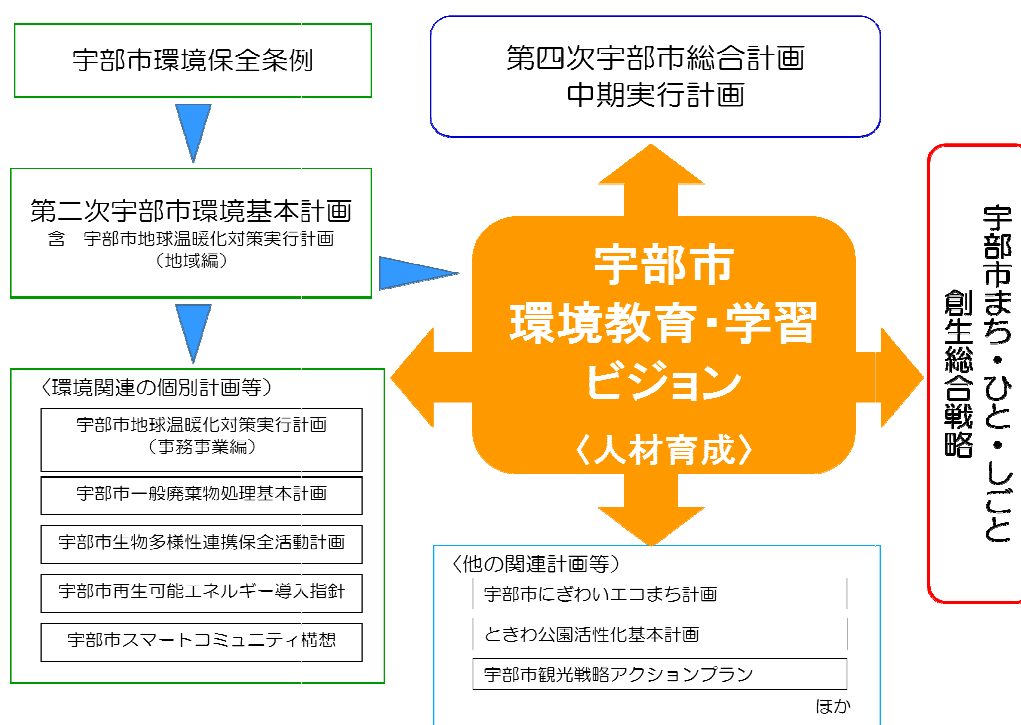 宇部市環境保全条例
第四次宇部市総合計画
中期実行計画
第二次宇部市環境基本計画
含　宇部市地球温暖化対策実行計画
（地域編）
宇部市
環境教育・学習
ビジョン
〈人材育成〉
宇部市まち・ひと・しごと
創生総合戦略
〈環境関連の個別計画等〉
宇部市地球温暖化対策実行計画
（事務事業編）
宇部市一般廃棄物処理基本計画
宇部市生物多様性連携保全活動計画
宇部市再生可能エネルギー導入指針
宇部市スマートコミュニティ構想
〈他の関連計画等〉
宇部市にぎわいエコまち計画
ときわ公園活性化基本計画
宇部市観光戦略アクションプラン
ほか